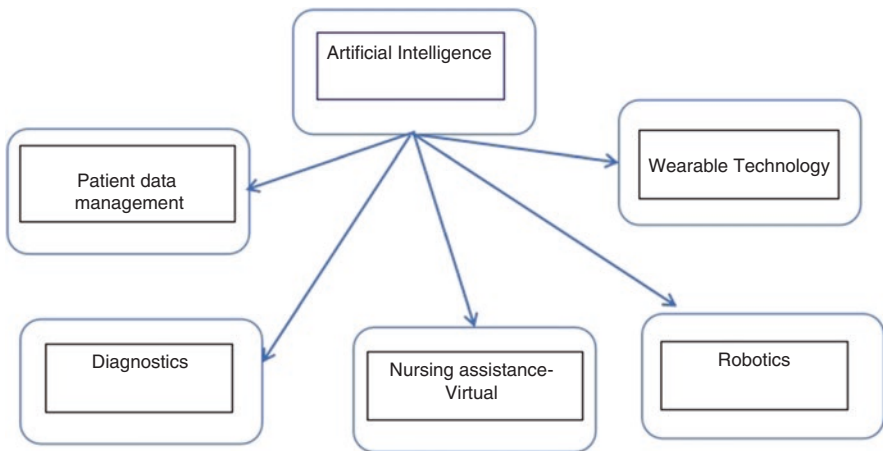 Artificial Intelligence
Patient data
management
Wearable Technology
Diagnostics
Nursing assistance-
Virtual
Robotics